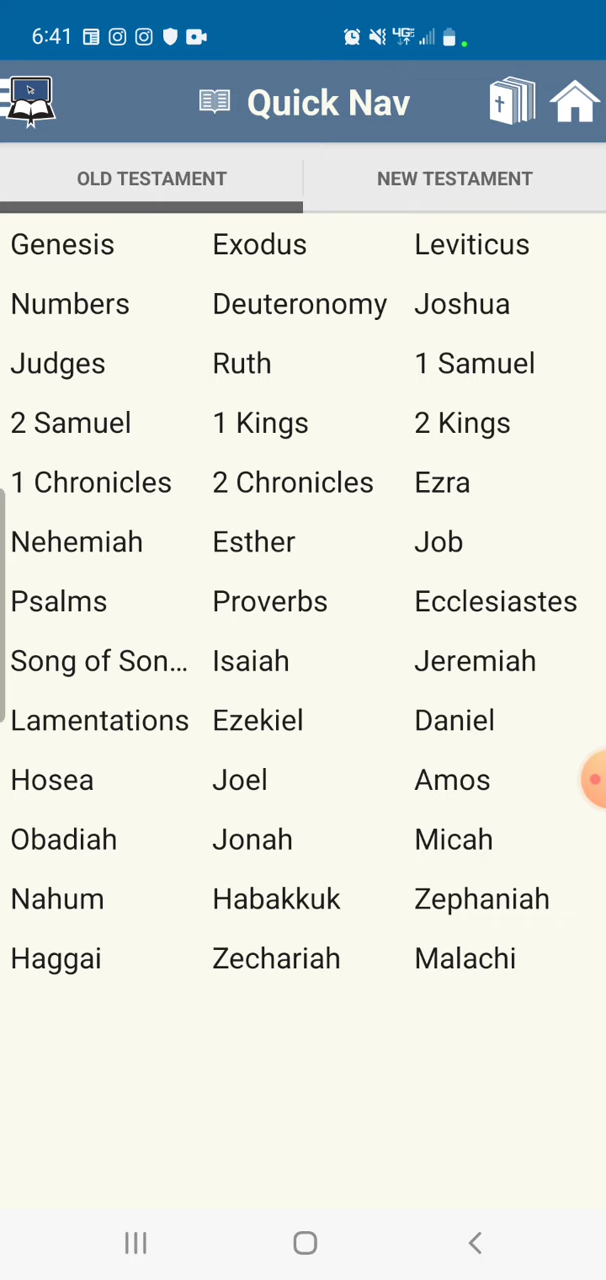 6:41 4GE
Quick Nav
OLD TESTAMENT NEW TESTAMENT
Genesis Exodus Leviticus
Numbers Deuteronomy Joshua
Judges Ruth 1 Samuel
2 Samuel 1 Kings 2 Kings
1 Chronicles 2 Chronicles Ezra
Nehemiah Esther Job
Psalms Proverbs Ecclesiastes
Song of Son... Isaiah Jeremiah
Lamentations Ezekiel Daniel
Hosea Joel Amos
Obadiah Jonah Micah
Nahum Habakkuk Zephaniah
Haggai Zechariah Malachi